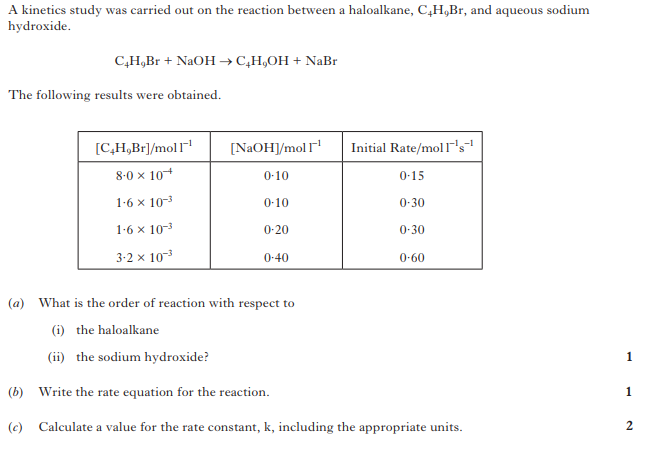 A kinetics study was carried out on the reaction between a haloalkane, C₄H₉Br, and aqueous sodium
hydroxide.
C₄H₉Br + NaOH → C₄H₉OH + NaBr
The following results were obtained.
[C₄H₉Br]/mol l⁻¹ [NaOH]/mol l⁻¹ Initial Rate/mol l⁻¹s⁻¹
8·0 × 10⁻⁴ 0·10 0·15
1·6 × 10⁻³ 0·10 0·30
1·6 × 10⁻³ 0·20 0·30
3·2 × 10⁻³ 0·40 0·60
(a) What is the order of reaction with respect to
(i) the haloalkane
(ii) the sodium hydroxide? 1
(b) Write the rate equation for the reaction. 1
(c) Calculate a value for the rate constant, k, including the appropriate units. 2